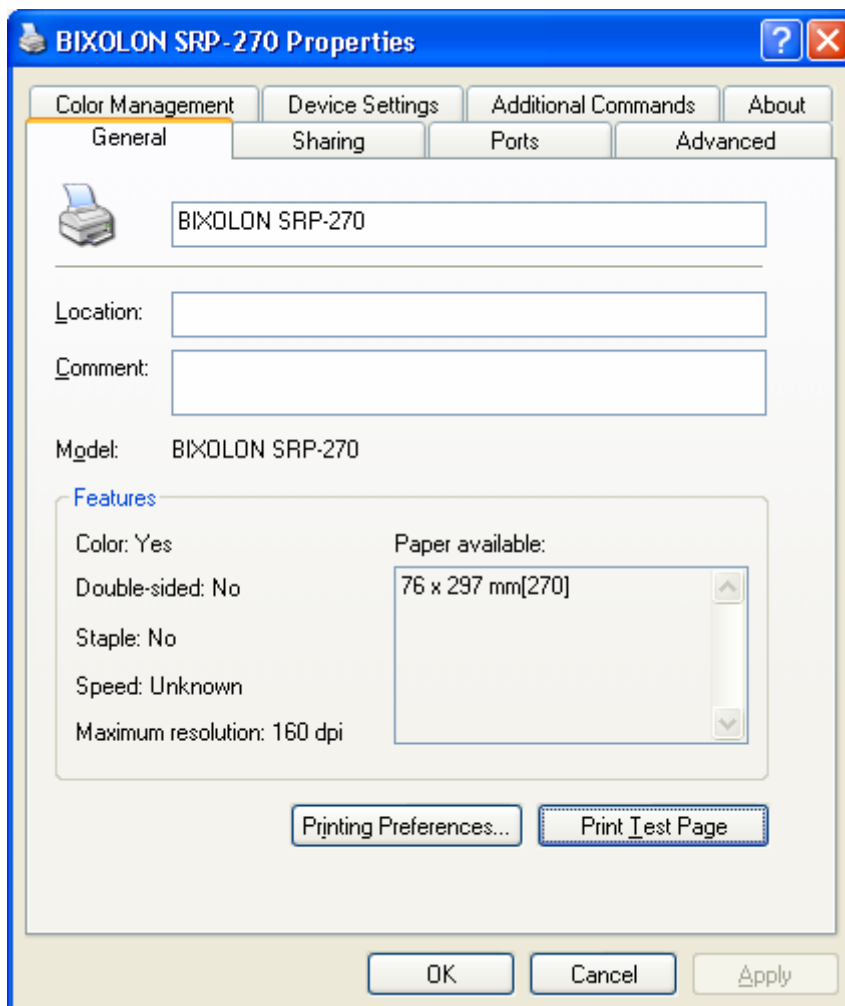 BIXOLON SRP-270 Properties
?
Color Management Device Settings Additional Commands About
General Sharing Ports Advanced
BIXOLON SRP-270
Location:
Comment:
Model: BIXOLON SRP-270
Features
Color: Yes Paper available:
Double-sided: No 76 x 297 mm[270]
Staple: No
Speed: Unknown
Maximum resolution: 160 dpi
Printing Preferences... Print Test Page
OK Cancel Apply